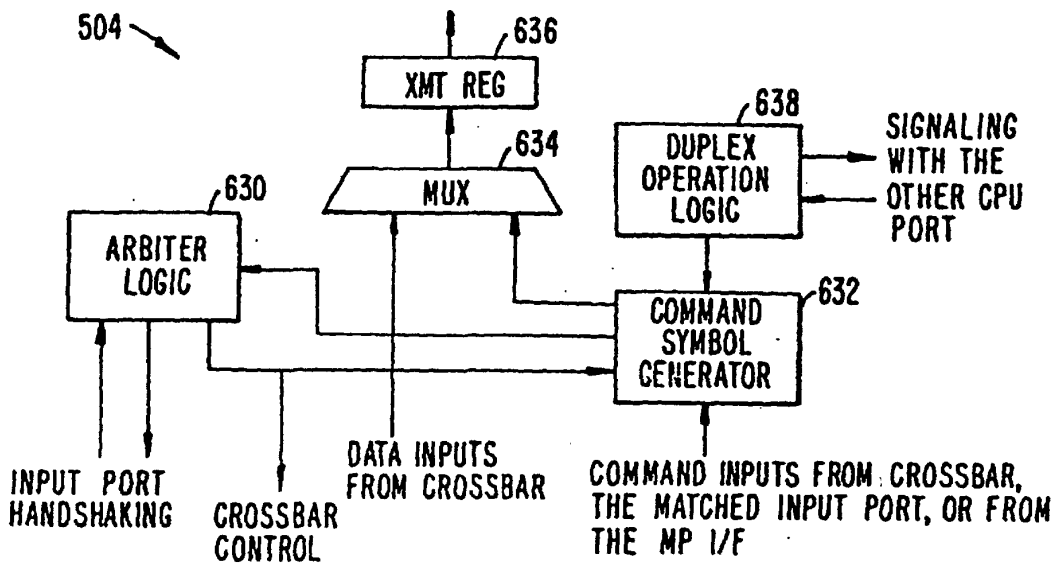 504
636
XMT REG
634
MUX
638
DUPLEX
OPERATION
LOGIC
SIGNALING
WITH THE
OTHER CPU
PORT
630
ARBITER
LOGIC
632
COMMAND
SYMBOL
GENERATOR
INPUT PORT
HANDSHAKING
CROSSBAR
CONTROL
DATA INPUTS
FROM CROSSBAR
COMMAND INPUTS FROM CROSSBAR,
THE MATCHED INPUT PORT, OR FROM
THE MP I/F